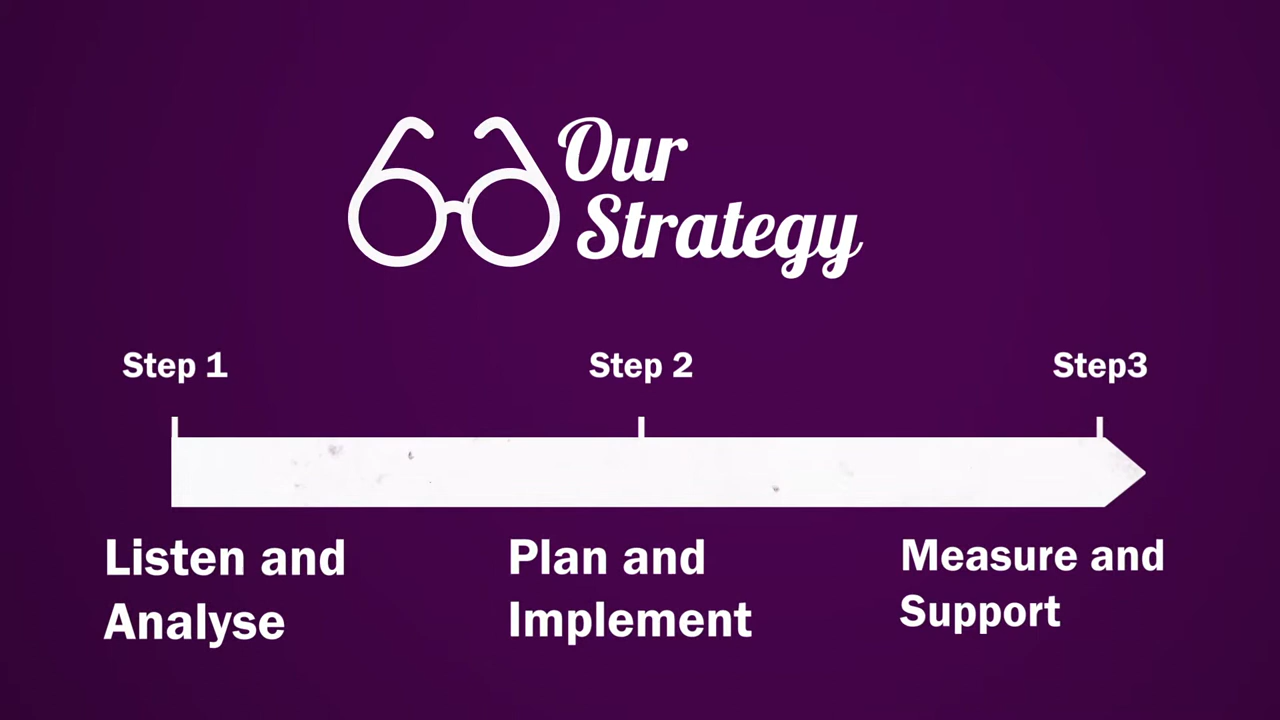 Our
Strategy
Step 1
Step 2
Step3
Listen and
Analyse
Plan and
Implement
Measure and
Support